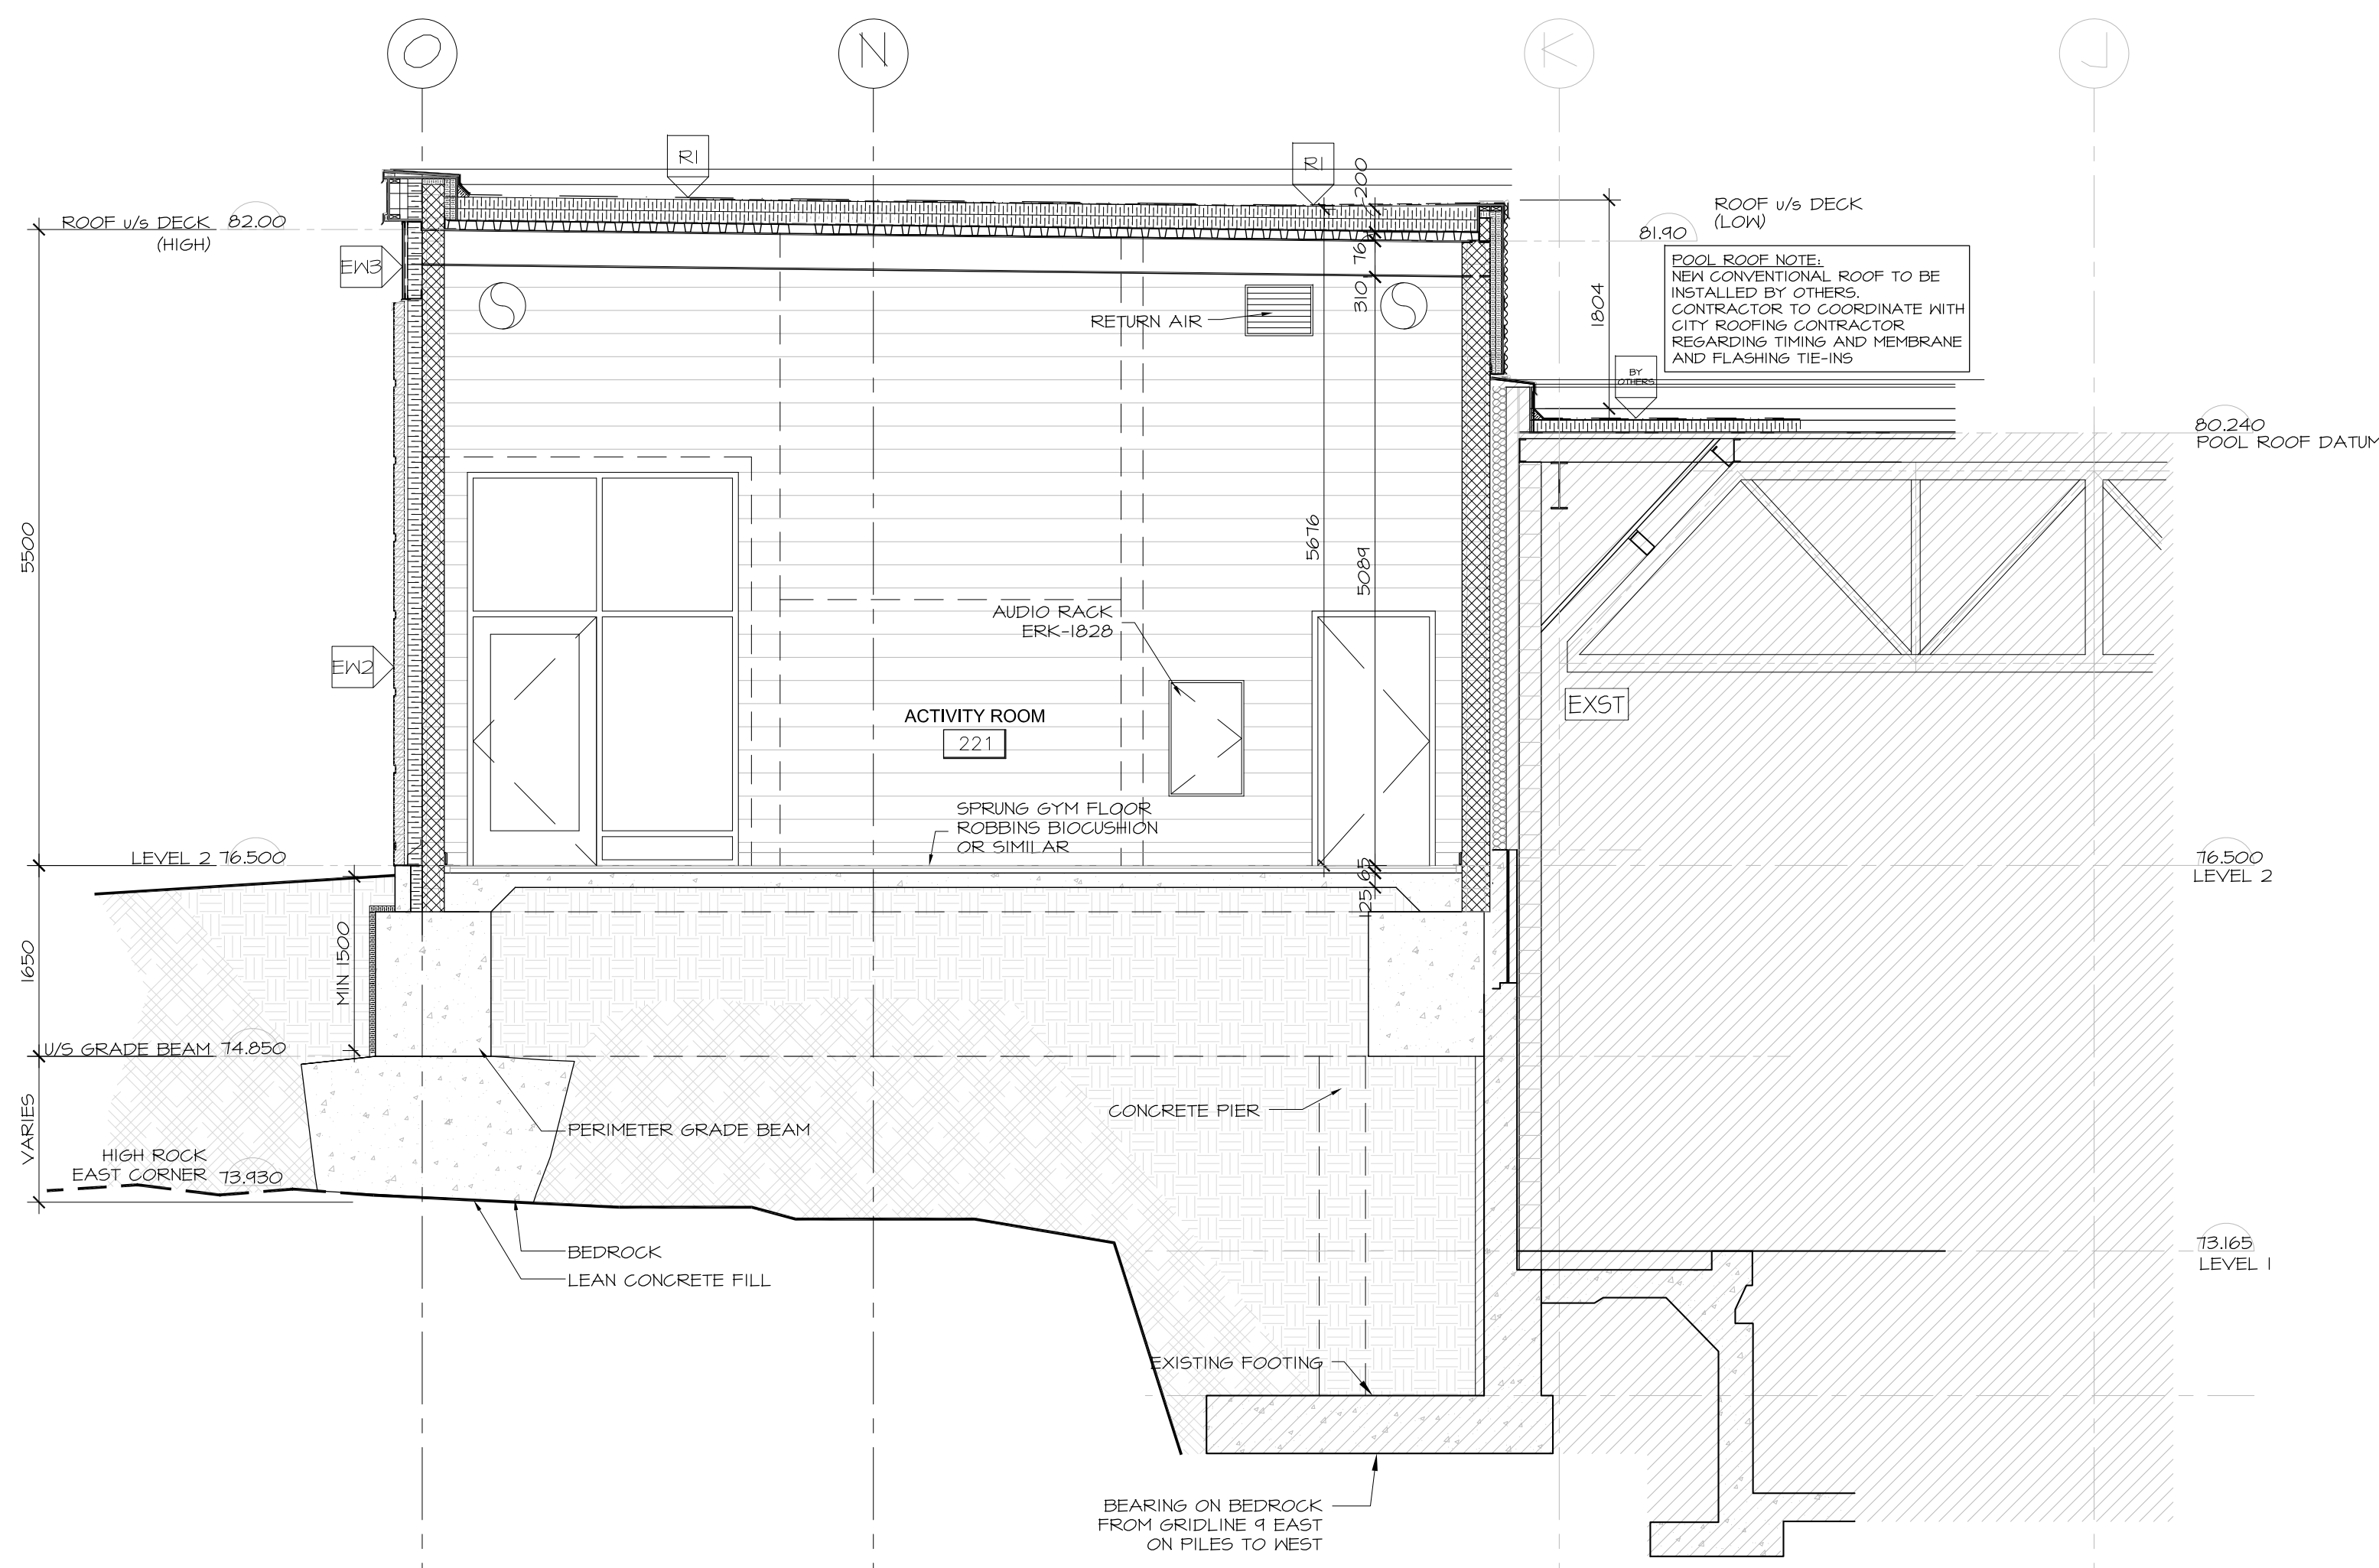 O
N
K
J
R1
R1
200
ROOF u/s DECK 82.00
(HIGH)
ROOF u/s DECK
(LOW)
81.90
76
310
1804
EW3
POOL ROOF NOTE:
NEW CONVENTIONAL ROOF TO BE
INSTALLED BY OTHERS.
CONTRACTOR TO COORDINATE WITH
CITY ROOFING CONTRACTOR
REGARDING TIMING AND MEMBRANE
AND FLASHING TIE-INS
RETURN AIR
BY
OTHERS
80.240
POOL ROOF DATUM
5500
5676
5089
AUDIO RACK
ERK-1828
EW2
EXST
ACTIVITY ROOM
221
SPRUNG GYM FLOOR
ROBBINS BIOCUSHION
OR SIMILAR
LEVEL 2 76.500
76.500
LEVEL 2
65
125
1650
MIN 1500
U/S GRADE BEAM 74.850
VARIES
CONCRETE PIER
PERIMETER GRADE BEAM
HIGH ROCK
EAST CORNER 73.930
BEDROCK
LEAN CONCRETE FILL
73.165
LEVEL 1
EXISTING FOOTING
BEARING ON BEDROCK
FROM GRIDLINE 9 EAST
ON PILES TO WEST